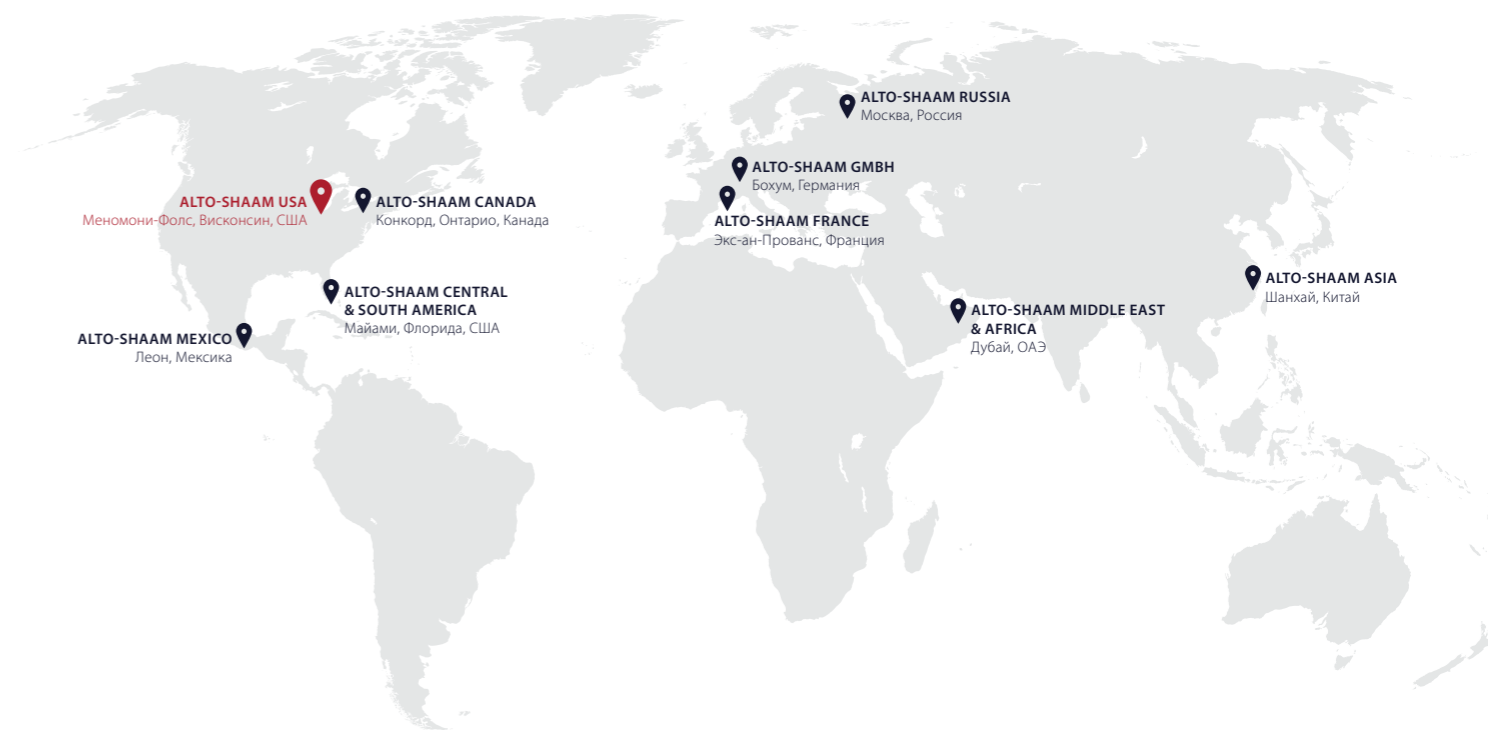 ALTO-SHAAM RUSSIA
Москва, Россия
ALTO-SHAAM GMBH
Бохум, Германия
ALTO-SHAAM USA
Меномони-Фолс, Висконсин, США
ALTO-SHAAM CANADA
Конкорд, Онтарио, Канада
ALTO-SHAAM FRANCE
Экс-ан-Прованс, Франция
ALTO-SHAAM ASIA
Шанхай, Китай
ALTO-SHAAM CENTRAL
& SOUTH AMERICA
Майами, Флорида, США
ALTO-SHAAM MIDDLE EAST
& AFRICA
Дубай, ОАЭ
ALTO-SHAAM MEXICO
Леон, Мексика